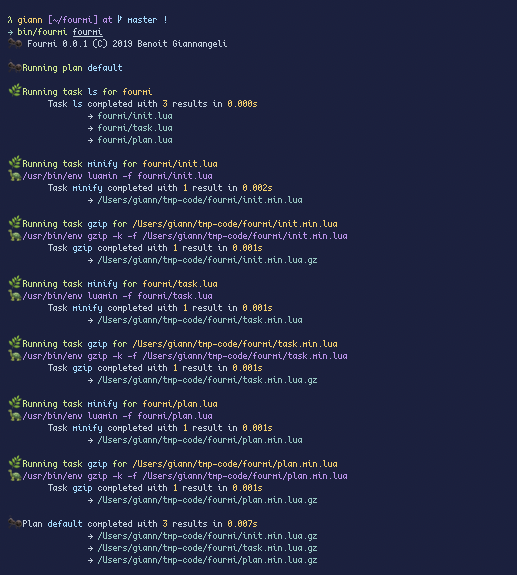 λ giann [~/fourmi] at master !
→ bin/fourmi fourmi
Fourmi 0.0.1 (C) 2019 Benoit Giannangeli
Running plan default
Running task ls for fourmi
Task ls completed with 3 results in 0.000s
→ fourmi/init.lua
→ fourmi/task.lua
→ fourmi/plan.lua
Running task minify for fourmi/init.lua
/usr/bin/env luamin -f fourmi/init.lua
Task minify completed with 1 result in 0.002s
→ /Users/giann/tmp-code/fourmi/init.min.lua
Running task gzip for /Users/giann/tmp-code/fourmi/init.min.lua
/usr/bin/env gzip -k -f /Users/giann/tmp-code/fourmi/init.min.lua
Task gzip completed with 1 result in 0.001s
→ /Users/giann/tmp-code/fourmi/init.min.lua.gz
Running task minify for fourmi/task.lua
/usr/bin/env luamin -f fourmi/task.lua
Task minify completed with 1 result in 0.001s
→ /Users/giann/tmp-code/fourmi/task.min.lua
Running task gzip for /Users/giann/tmp-code/fourmi/task.min.lua
/usr/bin/env gzip -k -f /Users/giann/tmp-code/fourmi/task.min.lua
Task gzip completed with 1 result in 0.001s
→ /Users/giann/tmp-code/fourmi/task.min.lua.gz
Running task minify for fourmi/plan.lua
/usr/bin/env luamin -f fourmi/plan.lua
Task minify completed with 1 result in 0.001s
→ /Users/giann/tmp-code/fourmi/plan.min.lua
Running task gzip for /Users/giann/tmp-code/fourmi/plan.min.lua
/usr/bin/env gzip -k -f /Users/giann/tmp-code/fourmi/plan.min.lua
Task gzip completed with 1 result in 0.001s
→ /Users/giann/tmp-code/fourmi/plan.min.lua.gz
Plan default completed with 3 results in 0.007s
→ /Users/giann/tmp-code/fourmi/init.min.lua.gz
→ /Users/giann/tmp-code/fourmi/task.min.lua.gz
→ /Users/giann/tmp-code/fourmi/plan.min.lua.gz